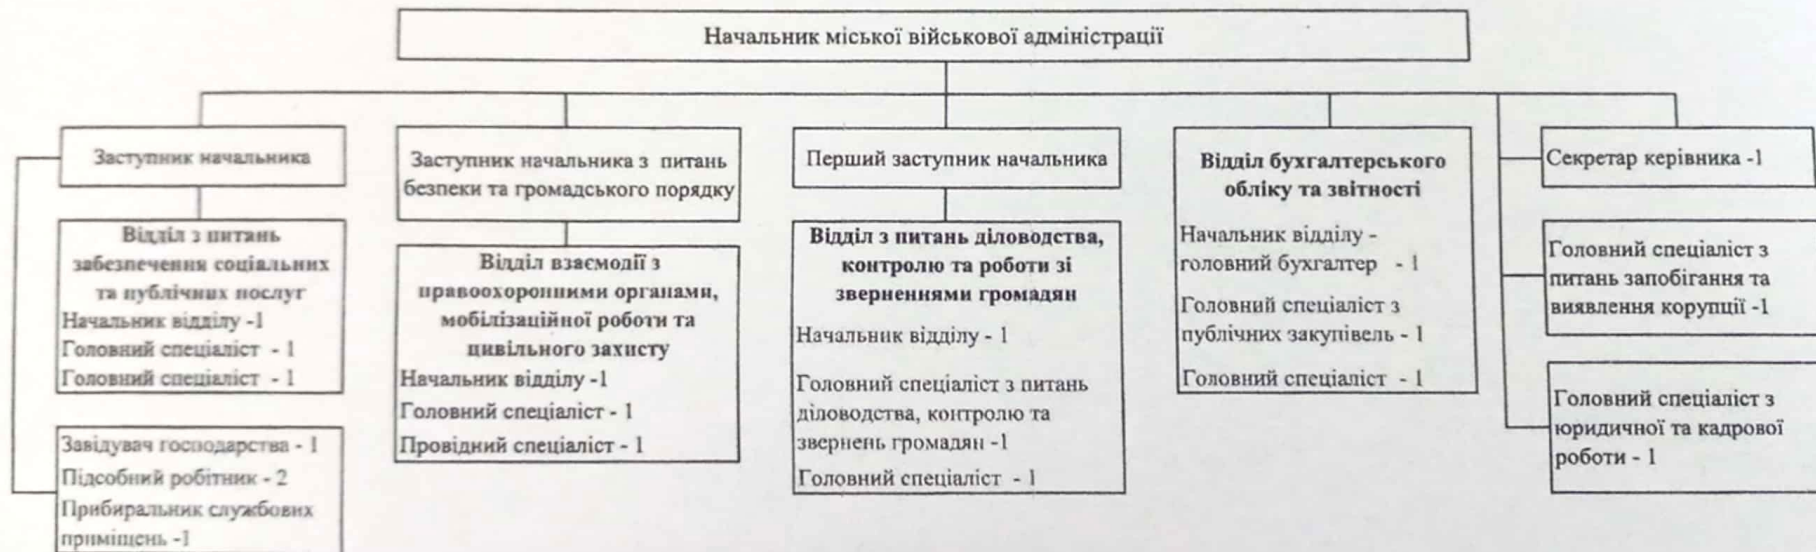 Начальник міської військової адміністрації
Заступник начальника
Відділ з питань
забезпечення соціальних
та публічних послуг
Начальник відділу -1
Головний спеціаліст - 1
Головний спеціаліст - 1
Завідувач господарства - 1
Підсобний робітник - 2
Прибиральник службових
приміщень -1
Заступник начальника з питань
безпеки та громадського порядку
Відділ взаємодії з
правоохоронними органами,
мобілізаційної роботи та
цивільного захисту
Начальник відділу -1
Головний спеціаліст - 1
Провідний спеціаліст - 1
Перший заступник начальника
Відділ з питань діловодства,
контролю та роботи зі
зверненнями громадян
Начальник відділу - 1
Головний спеціаліст з питань
діловодства, контролю та
звернень громадян -1
Головний спеціаліст - 1
Відділ бухгалтерського
обліку та звітності
Начальник відділу -
головний бухгалтер - 1
Головний спеціаліст з
публічних закупівель - 1
Головний спеціаліст - 1
Секретар керівника -1
Головний спеціаліст з
питань запобігання та
виявлення корупції -1
Головний спеціаліст з
юридичної та кадрової
роботи - 1